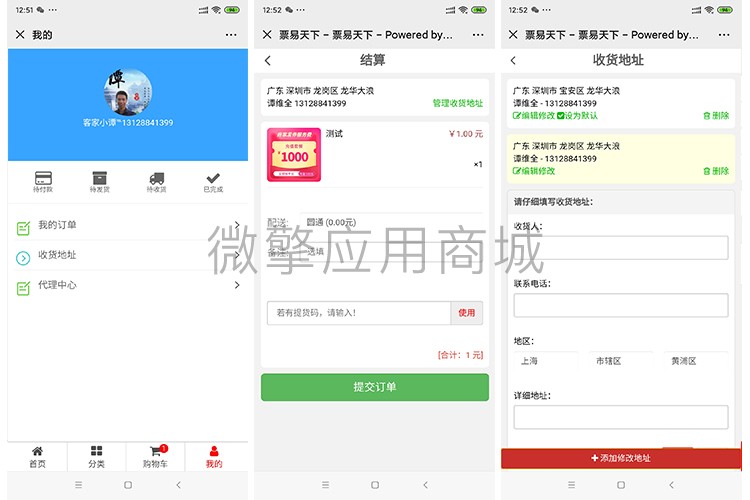 12:51
我的
客家小谭™13128841399
待付款
待发货
待收货
已完成
我的订单
收货地址
代理中心
首页
分类
购物车
1
我的
12:52
票易天下 – 票易天下 – Powered by...
结算
广东 深圳市 龙岗区 龙华大浪
谭维全 - 13128841399
管理收货地址
¥1000
测试
￥1.00 元
×1
配送:
圆通 (0.00元)
备注:
选填
若有提货码，请输入！
使用
[合计：1 元]
提交订单
12:52
票易天下 – 票易天下 – Powered by...
收货地址
广东 深圳市 宝安区 龙华大浪
谭维全 - 13128841399
编辑修改
设为默认
删除
广东 深圳市 龙岗区 龙华大浪
谭维全 - 13128841399
编辑修改
删除
请仔细填写收货地址:
收货人:
联系电话:
地区:
上海
市辖区
黄浦区
详细地址:
添加修改地址
微擎应用商城